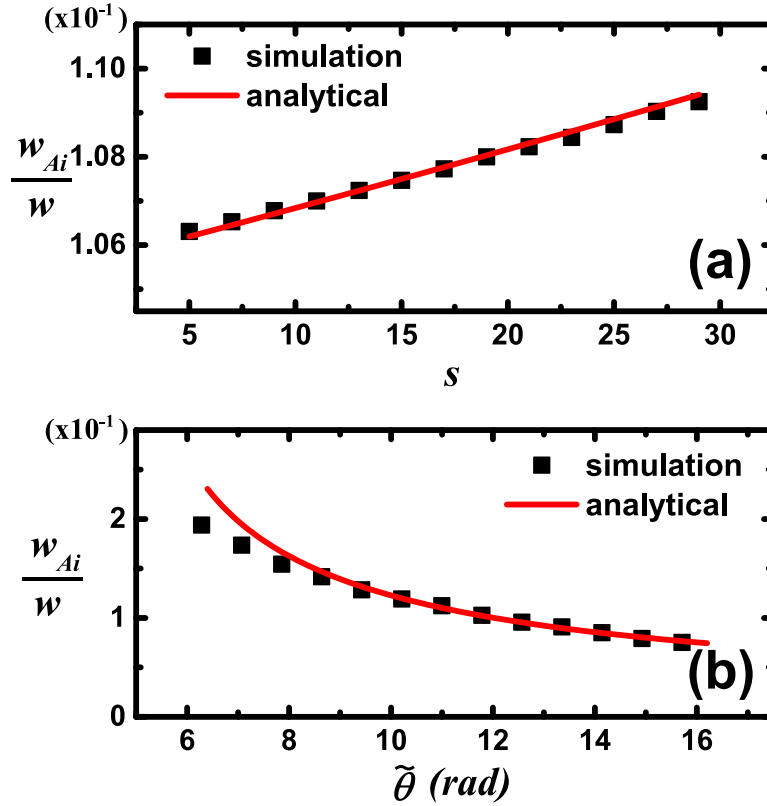 (x10⁻¹)
simulation
analytical
1.10
1.08
1.06
w_Ai
w
(a)
5 10 15 20 25 30
s
(x10⁻¹)
simulation
analytical
2
1
0
w_Ai
w
(b)
6 8 10 12 14 16
θ̃ (rad)